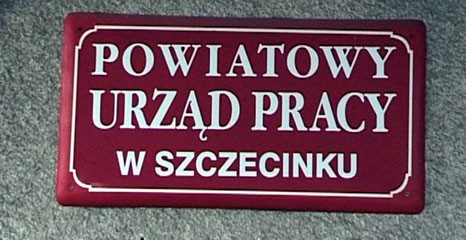 POWIATOWY
URZĄD PRACY
W SZCZECINKU